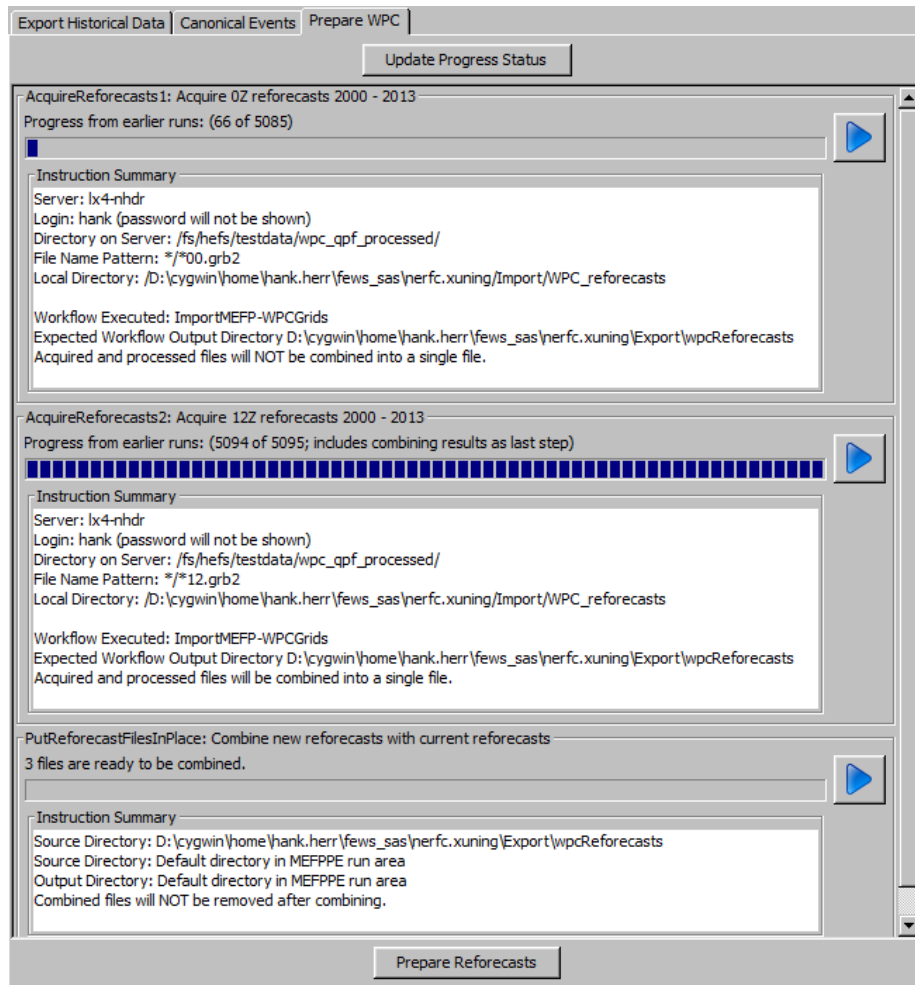 Export Historical Data
Canonical Events
Prepare WPC
Update Progress Status
AcquireReforecasts1: Acquire 0Z reforecasts 2000 - 2013
Progress from earlier runs: (66 of 5085)
Instruction Summary
Server: lx4-nhdr
Login: hank (password will not be shown)
Directory on Server: /fs/hefs/testdata/wpc_qpf_processed/
File Name Pattern: */*00.grb2
Local Directory: /D:\cygwin\home\hank.herr\fews_sas\nerfc.xuning/Import/WPC_reforecasts
Workflow Executed: ImportMEFP-WPCGrids
Expected Workflow Output Directory D:\cygwin\home\hank.herr\fews_sas\nerfc.xuning\Export\wpcReforecasts
Acquired and processed files will NOT be combined into a single file.
AcquireReforecasts2: Acquire 12Z reforecasts 2000 - 2013
Progress from earlier runs: (5094 of 5095; includes combining results as last step)
Instruction Summary
Server: lx4-nhdr
Login: hank (password will not be shown)
Directory on Server: /fs/hefs/testdata/wpc_qpf_processed/
File Name Pattern: */*12.grb2
Local Directory: /D:\cygwin\home\hank.herr\fews_sas\nerfc.xuning/Import/WPC_reforecasts
Workflow Executed: ImportMEFP-WPCGrids
Expected Workflow Output Directory D:\cygwin\home\hank.herr\fews_sas\nerfc.xuning\Export\wpcReforecasts
Acquired and processed files will be combined into a single file.
PutReforecastFilesInPlace: Combine new reforecasts with current reforecasts
3 files are ready to be combined.
Instruction Summary
Source Directory: D:\cygwin\home\hank.herr\fews_sas\nerfc.xuning\Export\wpcReforecasts
Source Directory: Default directory in MEFPPE run area
Output Directory: Default directory in MEFPPE run area
Combined files will NOT be removed after combining.
Prepare Reforecasts